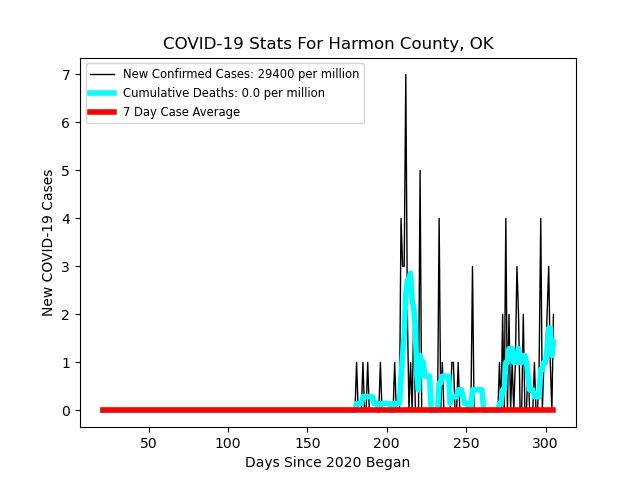 COVID-19 Stats For Harmon County, OK
New Confirmed Cases: 29400 per million
Cumulative Deaths: 0.0 per million
7 Day Case Average
New COVID-19 Cases
7
6
5
4
3
2
1
0
50 100 150 200 250 300
Days Since 2020 Began